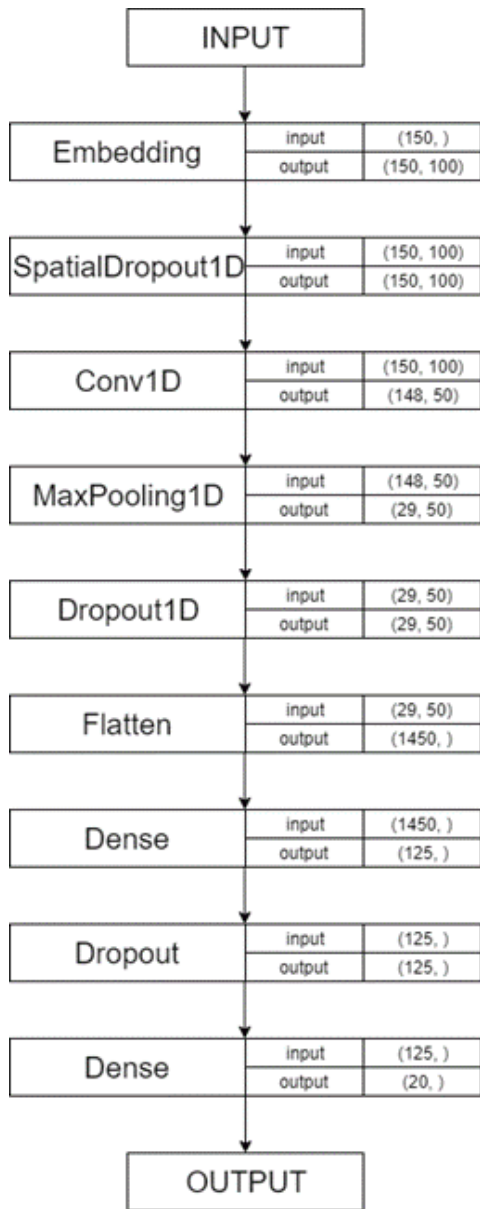 INPUT
Embedding
input (150, )
output (150, 100)
SpatialDropout1D
input (150, 100)
output (150, 100)
Conv1D
input (150, 100)
output (148, 50)
MaxPooling1D
input (148, 50)
output (29, 50)
Dropout1D
input (29, 50)
output (29, 50)
Flatten
input (29, 50)
output (1450, )
Dense
input (1450, )
output (125, )
Dropout
input (125, )
output (125, )
Dense
input (125, )
output (20, )
OUTPUT